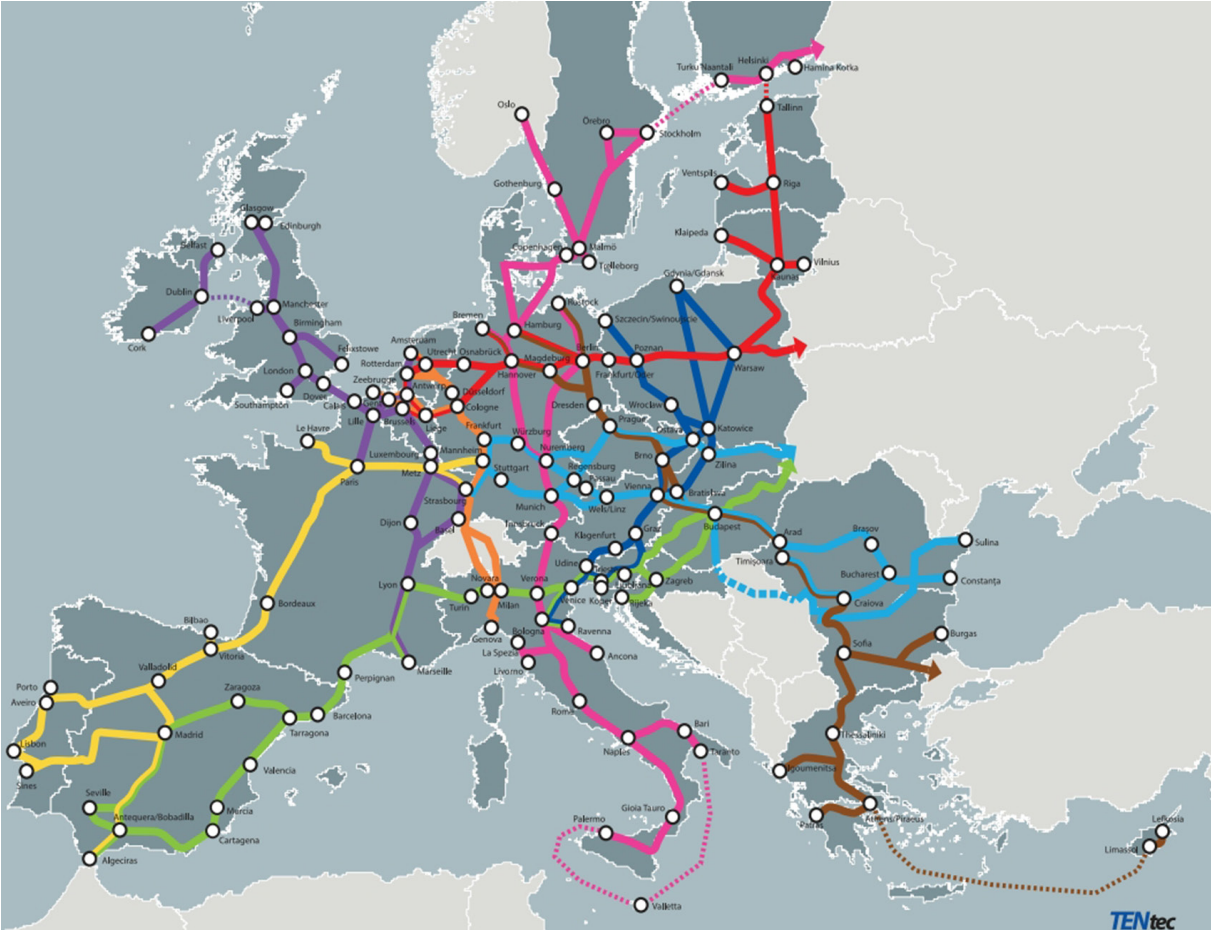 Helsinki
Turku Naantali
Hamina Kotka
Oslo
Tallinn
Örebro
Stockholm
Ventspils
Riga
Gothenburg
Glasgow
Edinburgh
Klaipeda
Belfast
Copenhagen
Malmö
Vilnius
Trelleborg
Kaunas
Gdynia/Gdansk
Dublin
Manchester
Rostock
Liverpool
Bremen
Szczecin/Swinoujscie
Birmingham
Hamburg
Cork
Amsterdam
Felixstowe
Utrecht
Osnabrück
Magdeburg
Berlin
Poznan
Rotterdam
Hannover
Frankfurt/Oder
Warsaw
London
Zeebrugge
Antwerp
Düsseldorf
Dover
Southampton
Calais
Cologne
Dresden
Wroclaw
Lille
Brussels
Liege
Le Havre
Frankfurt
Würzburg
Prague
Ostava
Katowice
Luxembourg
Mannheim
Nuremberg
Brno
Zilina
Paris
Metz
Stuttgart
Regensburg
Passau
Strasbourg
Vienna
Bratislava
Munich
Wels/Linz
Dijon
Basel
Innsbruck
Klagenfurt
Graz
Budapest
Arad
Brasov
Sulina
Udine
Timişoara
Lyon
Novara
Verona
Zagreb
Bucharest
Constanţa
Turin
Milan
Venice
Koper
Rijeka
Craiova
Bordeaux
Bilbao
Genova
Bologna
Ravenna
Burgas
Vitoria
La Spezia
Ancona
Sofia
Valladolid
Marseille
Livorno
Porto
Perpignan
Aveiro
Zaragoza
Rome
Barcelona
Tarragona
Madrid
Bari
Thessaliniki
Lisbon
Naples
Taranto
Valencia
Igoumenitsa
Sines
Seville
Murcia
Antequera/Bobadilla
Gioia Tauro
Palermo
Patras
Athens/Piraeus
Lefkosia
Cartagena
Limassol
Algeciras
Valletta
TENtec